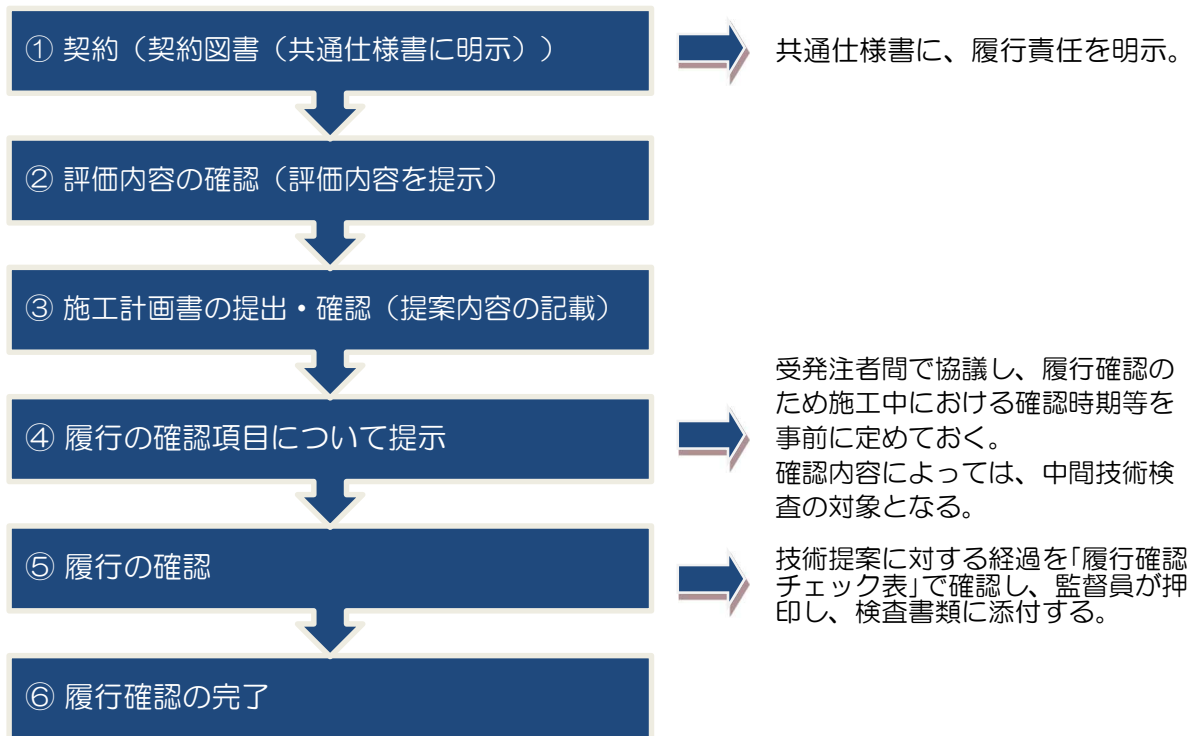 ① 契約（契約図書（共通仕様書に明示））
共通仕様書に、履行責任を明示。
② 評価内容の確認（評価内容を提示）
③ 施工計画書の提出・確認（提案内容の記載）
④ 履行の確認項目について提示
受発注者間で協議し、履行確認の
ため施工中における確認時期等を
事前に定めておく。
確認内容によっては、中間技術検
査の対象となる。
⑤ 履行の確認
技術提案に対する経過を「履行確認
チェック表」で確認し、監督員が押
印し、検査書類に添付する。
⑥ 履行確認の完了